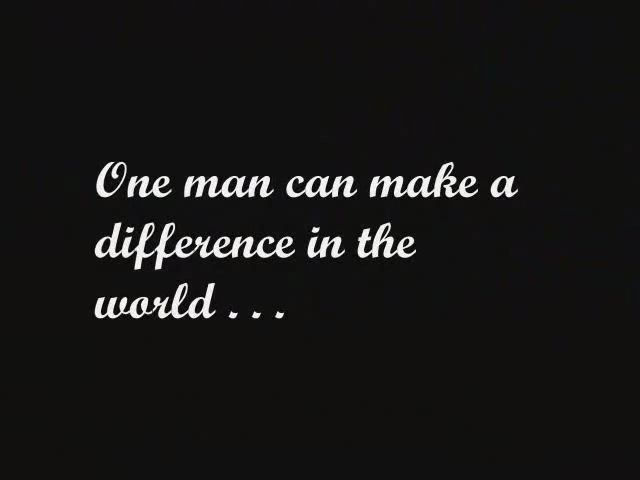 One man can make a
difference in the
world . . .